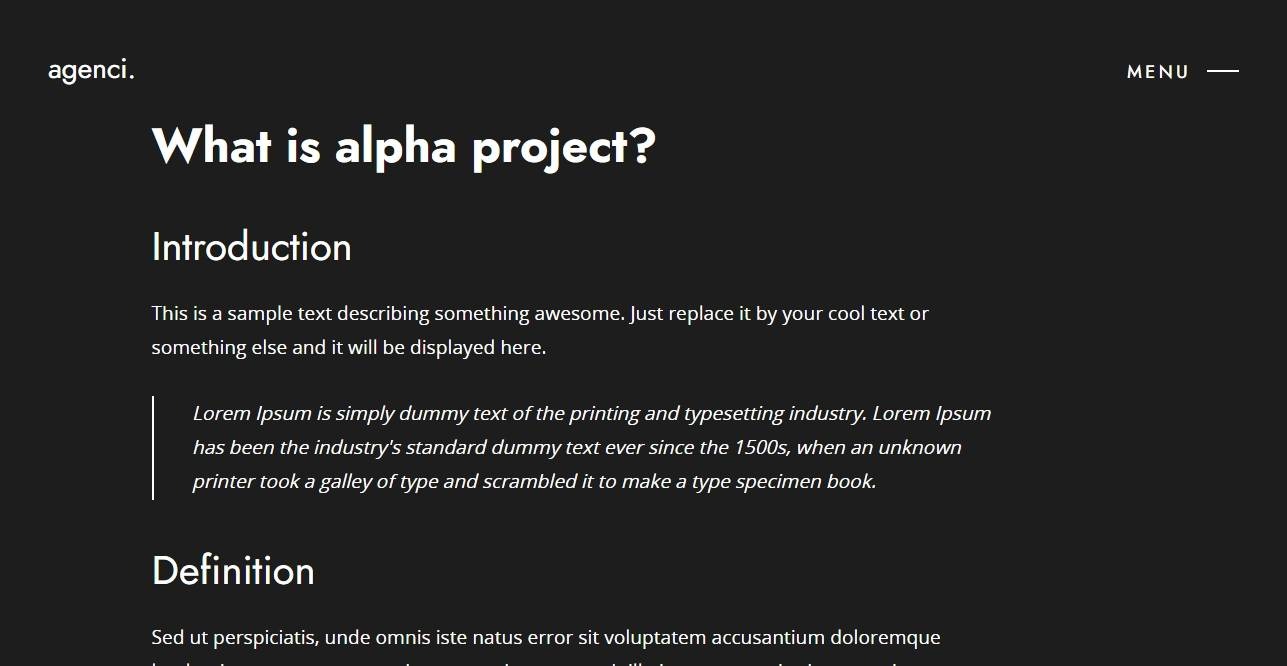 agenci.
MENU
What is alpha project?
Introduction
This is a sample text describing something awesome. Just replace it by your cool text or
something else and it will be displayed here.
Lorem Ipsum is simply dummy text of the printing and typesetting industry. Lorem Ipsum
has been the industry's standard dummy text ever since the 1500s, when an unknown
printer took a galley of type and scrambled it to make a type specimen book.
Definition
Sed ut perspiciatis, unde omnis iste natus error sit voluptatem accusantium doloremque